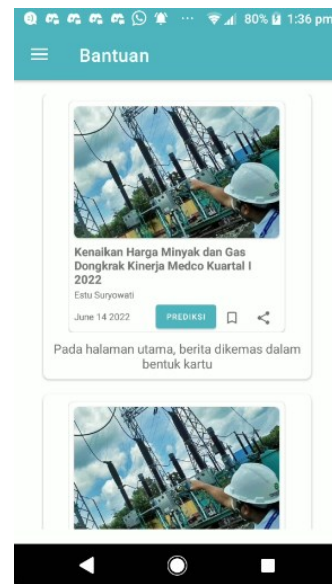 80% 1:36 pm
Bantuan
Kenaikan Harga Minyak dan Gas
Dongkrak Kinerja Medco Kuartal I
2022
Estu Suryowati
June 14 2022 PREDIKSI
Pada halaman utama, berita dikemas dalam
bentuk kartu